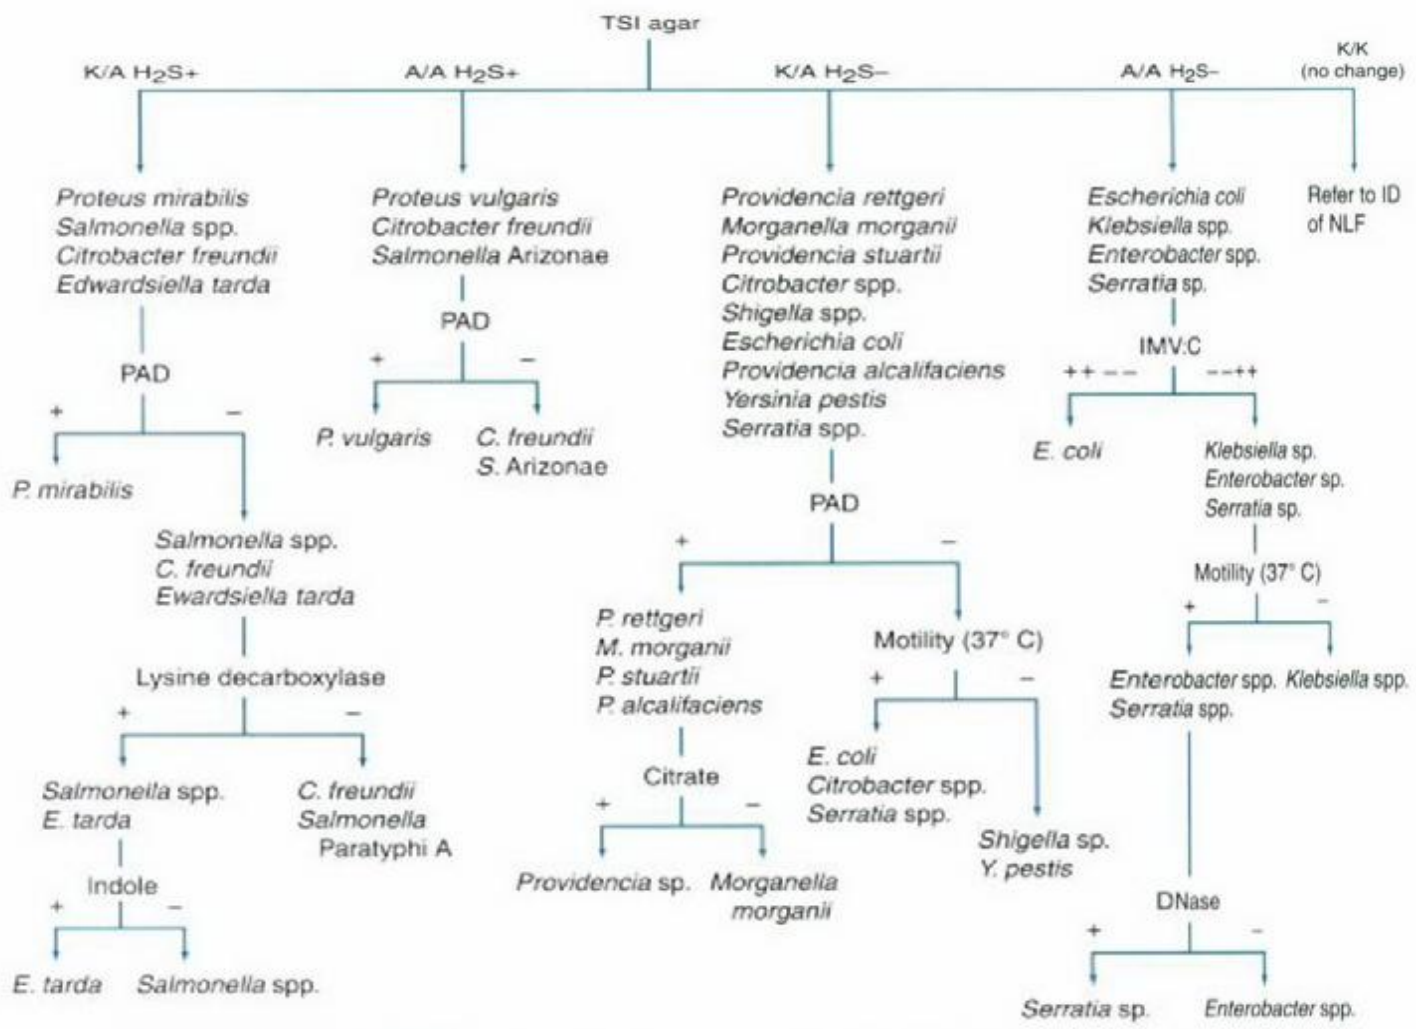 TSI agar
K/A H2S+
A/A H2S+
K/A H2S–
A/A H2S–
K/K
(no change)
Proteus mirabilis
Salmonella spp.
Citrobacter freundii
Edwardsiella tarda
PAD
+
–
P. mirabilis
Salmonella spp.
C. freundii
Ewardsiella tarda
Lysine decarboxylase
+
–
Salmonella spp.
E. tarda
C. freundii
Salmonella
Paratyphi A
Indole
+
–
E. tarda
Salmonella spp.
Proteus vulgaris
Citrobacter freundii
Salmonella Arizonae
PAD
+
–
P. vulgaris
C. freundii
S. Arizonae
Providencia rettgeri
Morganella morganii
Providencia stuartii
Citrobacter spp.
Shigella spp.
Escherichia coli
Providencia alcalifaciens
Yersinia pestis
Serratia spp.
PAD
+
–
P. rettgeri
M. morganii
P. stuartii
P. alcalifaciens
Citrate
+
–
Providencia sp.
Morganella
morganii
Motility (37° C)
+
–
E. coli
Citrobacter spp.
Serratia spp.
Shigella sp.
Y. pestis
Escherichia coli
Klebsiella spp.
Enterobacter spp.
Serratia sp.
IMV:C
++ – –
– –++
E. coli
Klebsiella sp.
Enterobacter sp.
Serratia sp.
Motility (37° C)
+
–
Enterobacter spp.
Serratia spp.
Klebsiella spp.
DNase
+
–
Serratia sp.
Enterobacter spp.
Refer to ID
of NLF